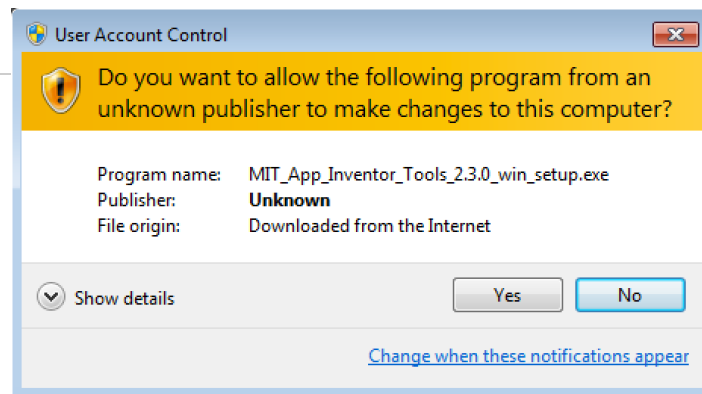 User Account Control
Do you want to allow the following program from an
unknown publisher to make changes to this computer?
Program name: MIT_App_Inventor_Tools_2.3.0_win_setup.exe
Publisher: Unknown
File origin: Downloaded from the Internet
Show details
Yes
No
Change when these notifications appear